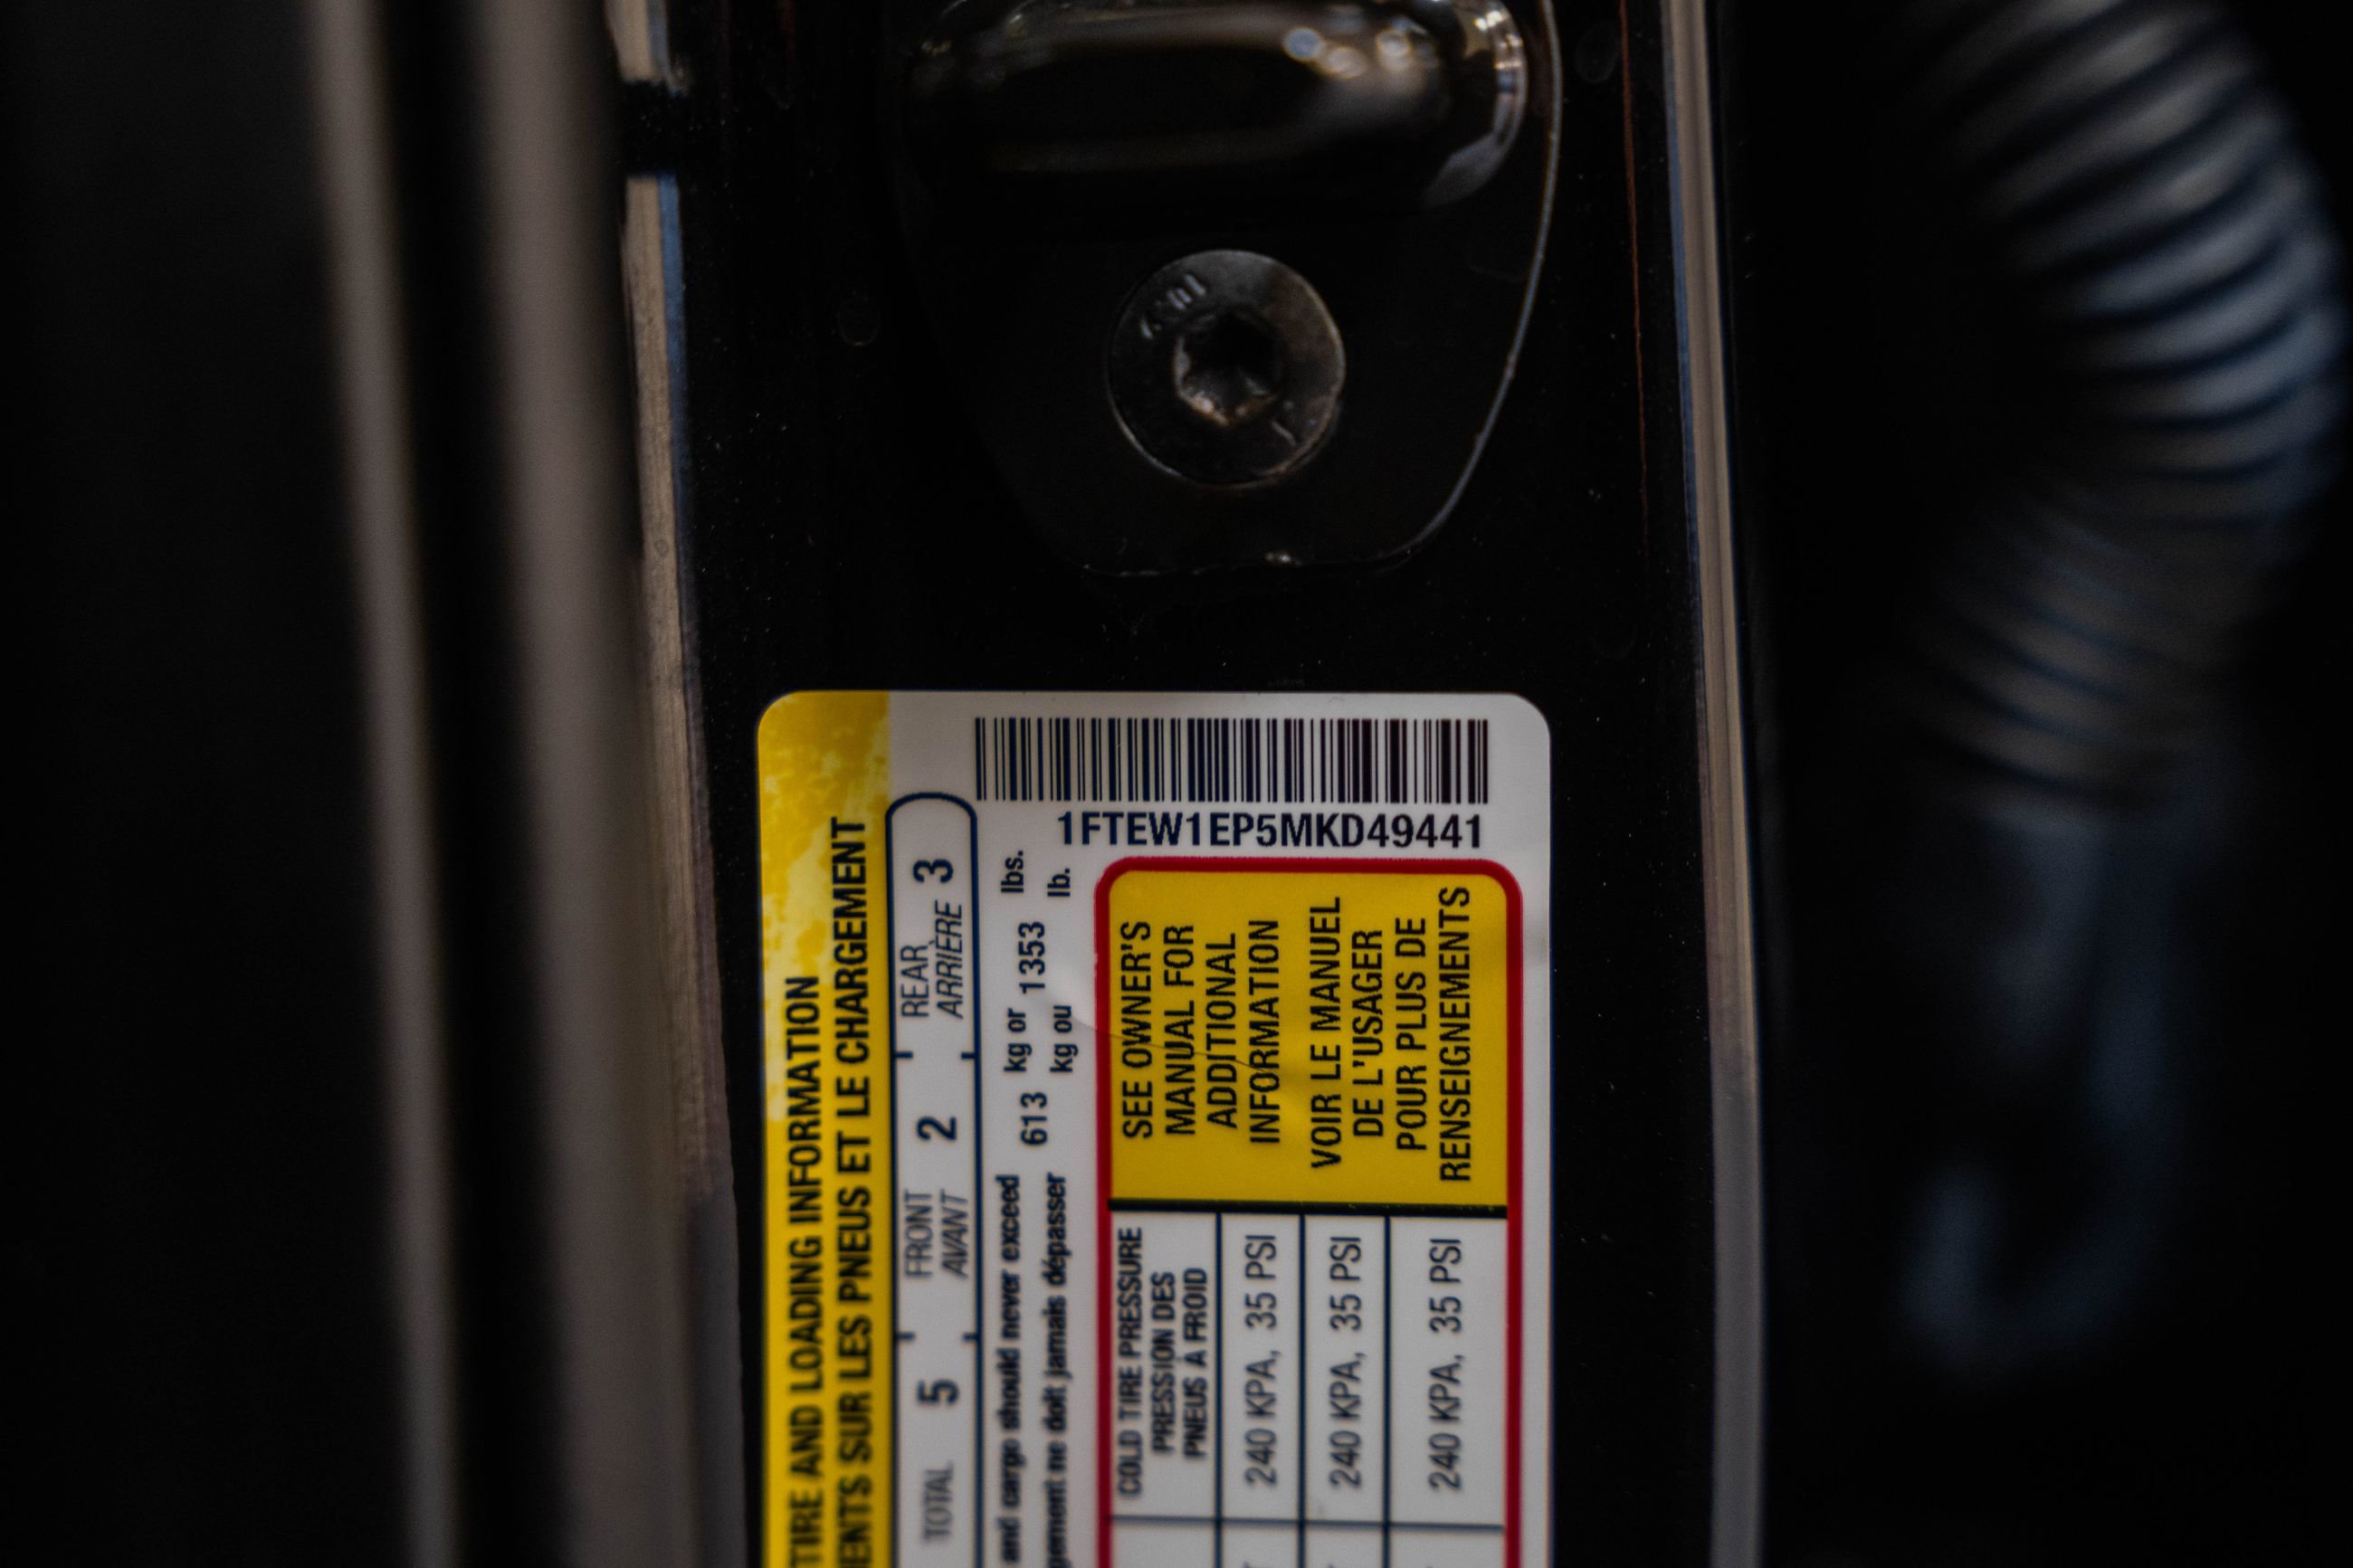 1FTEW1EP5MKD49441
TIRE AND LOADING INFORMATION
SUR LES PNEUS ET LE CHARGEMENT
TOTAL 5 FRONT 2 REAR 3
AVANT ARRIÈRE
and cargo should never exceed 613 kg or 1353 lbs.
ne doit jamais dépasser kg ou lb.
COLD TIRE PRESSURE
PRESSION DES
PNEUS À FROID
240 KPA, 35 PSI
240 KPA, 35 PSI
240 KPA, 35 PSI
SEE OWNER'S
MANUAL FOR
ADDITIONAL
INFORMATION
VOIR LE MANUEL
DE L'USAGER
POUR PLUS DE
RENSEIGNEMENTS